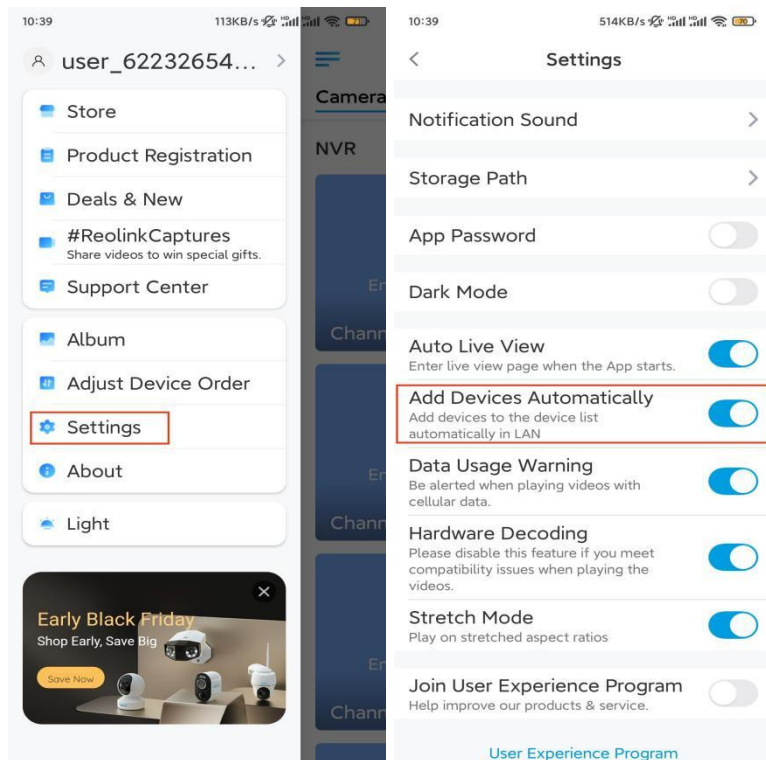 10:39
113KB/s
71
user_62232654...
Store
Product Registration
Deals & New
#ReolinkCaptures
Share videos to win special gifts.
Support Center
Album
Adjust Device Order
Settings
About
Light
Early Black Friday
Shop Early, Save Big
Save Now
Camera
NVR
Er
Chann
Er
Chann
Er
Chann
10:39
514KB/s
70
Settings
Notification Sound
Storage Path
App Password
Dark Mode
Auto Live View
Enter live view page when the App starts.
Add Devices Automatically
Add devices to the device list
automatically in LAN
Data Usage Warning
Be alerted when playing videos with
cellular data.
Hardware Decoding
Please disable this feature if you meet
compatibility issues when playing the
videos.
Stretch Mode
Play on stretched aspect ratios
Join User Experience Program
Help improve our products & service.
User Experience Program